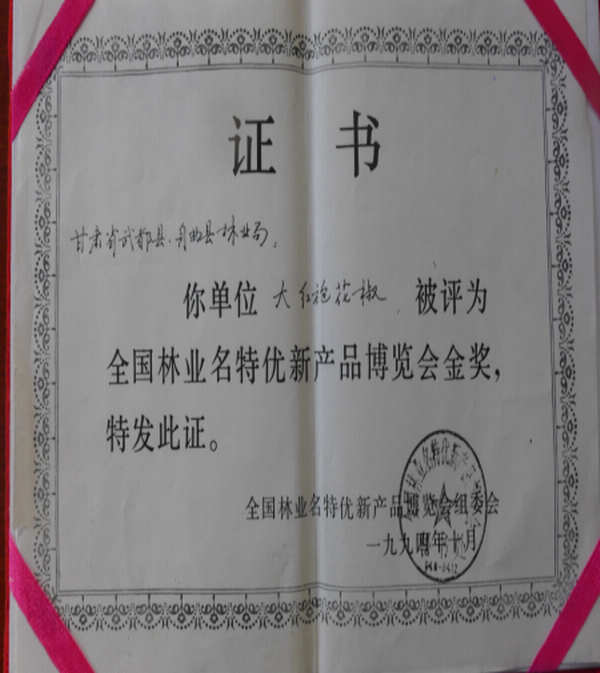 证书
甘肃省武都县、舟曲县林业局:
你单位 大红袍花椒 被评为
全国林业名特优新产品博览会金奖,
特发此证。
全国林业名特优新产品博览会组委会
一九九四年十月